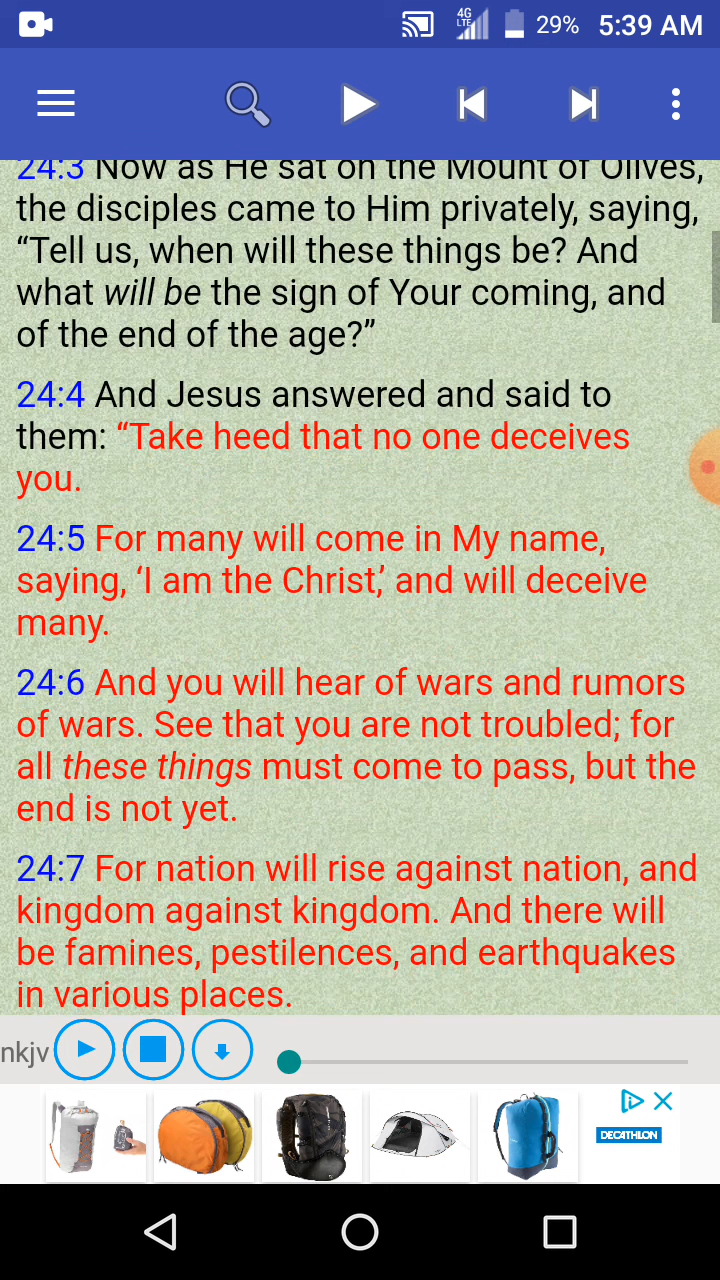 4G
LTE
29%
5:39 AM
24:3 Now as He sat on the Mount of Olives,
the disciples came to Him privately, saying,
“Tell us, when will these things be? And
what will be the sign of Your coming, and
of the end of the age?”
24:4 And Jesus answered and said to
them: “Take heed that no one deceives
you.
24:5 For many will come in My name,
saying, ‘I am the Christ,’ and will deceive
many.
24:6 And you will hear of wars and rumors
of wars. See that you are not troubled; for
all these things must come to pass, but the
end is not yet.
24:7 For nation will rise against nation, and
kingdom against kingdom. And there will
be famines, pestilences, and earthquakes
in various places.
nkjv
DECATHLON